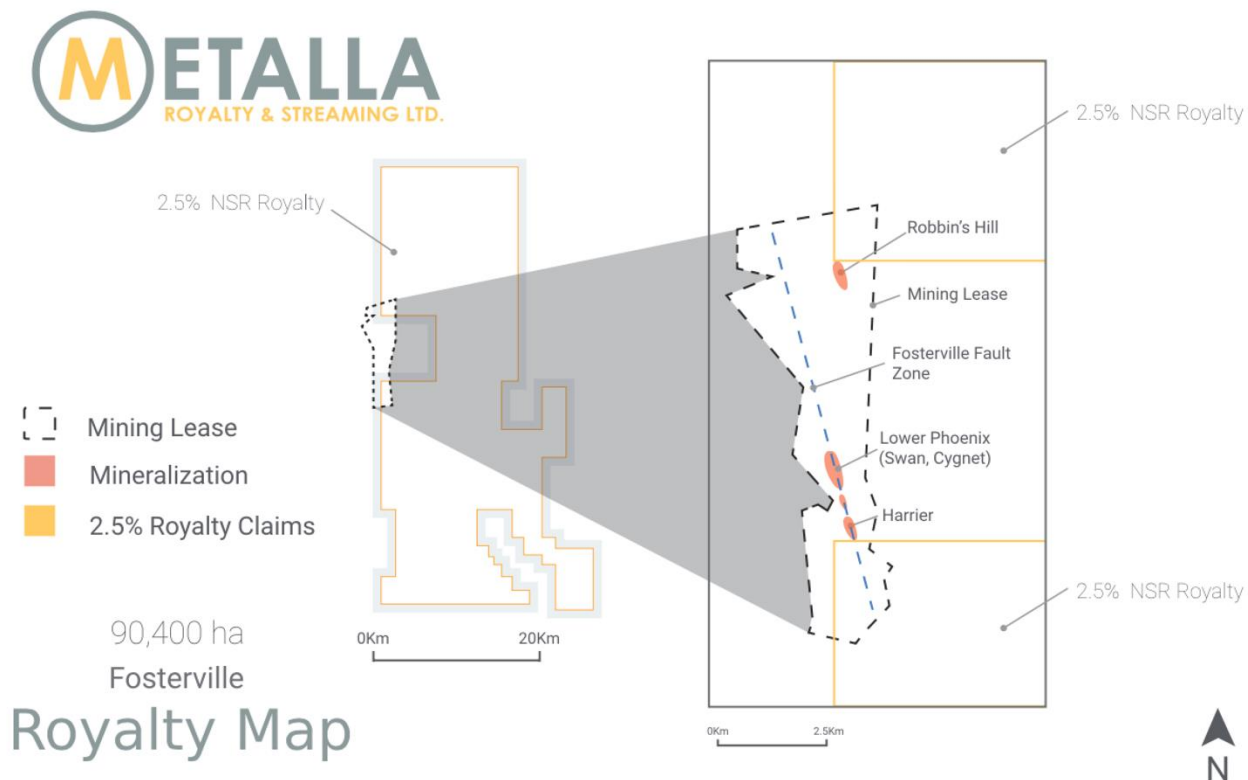 METALLA
ROYALTY & STREAMING LTD.
2.5% NSR Royalty
2.5% NSR Royalty
Robbin's Hill
Mining Lease
Fosterville Fault
Zone
Lower Phoenix
(Swan, Cygnet)
Harrier
2.5% NSR Royalty
Mining Lease
Mineralization
2.5% Royalty Claims
90,400 ha
Fosterville
Royalty Map
0Km
20Km
0Km
2.5Km
N